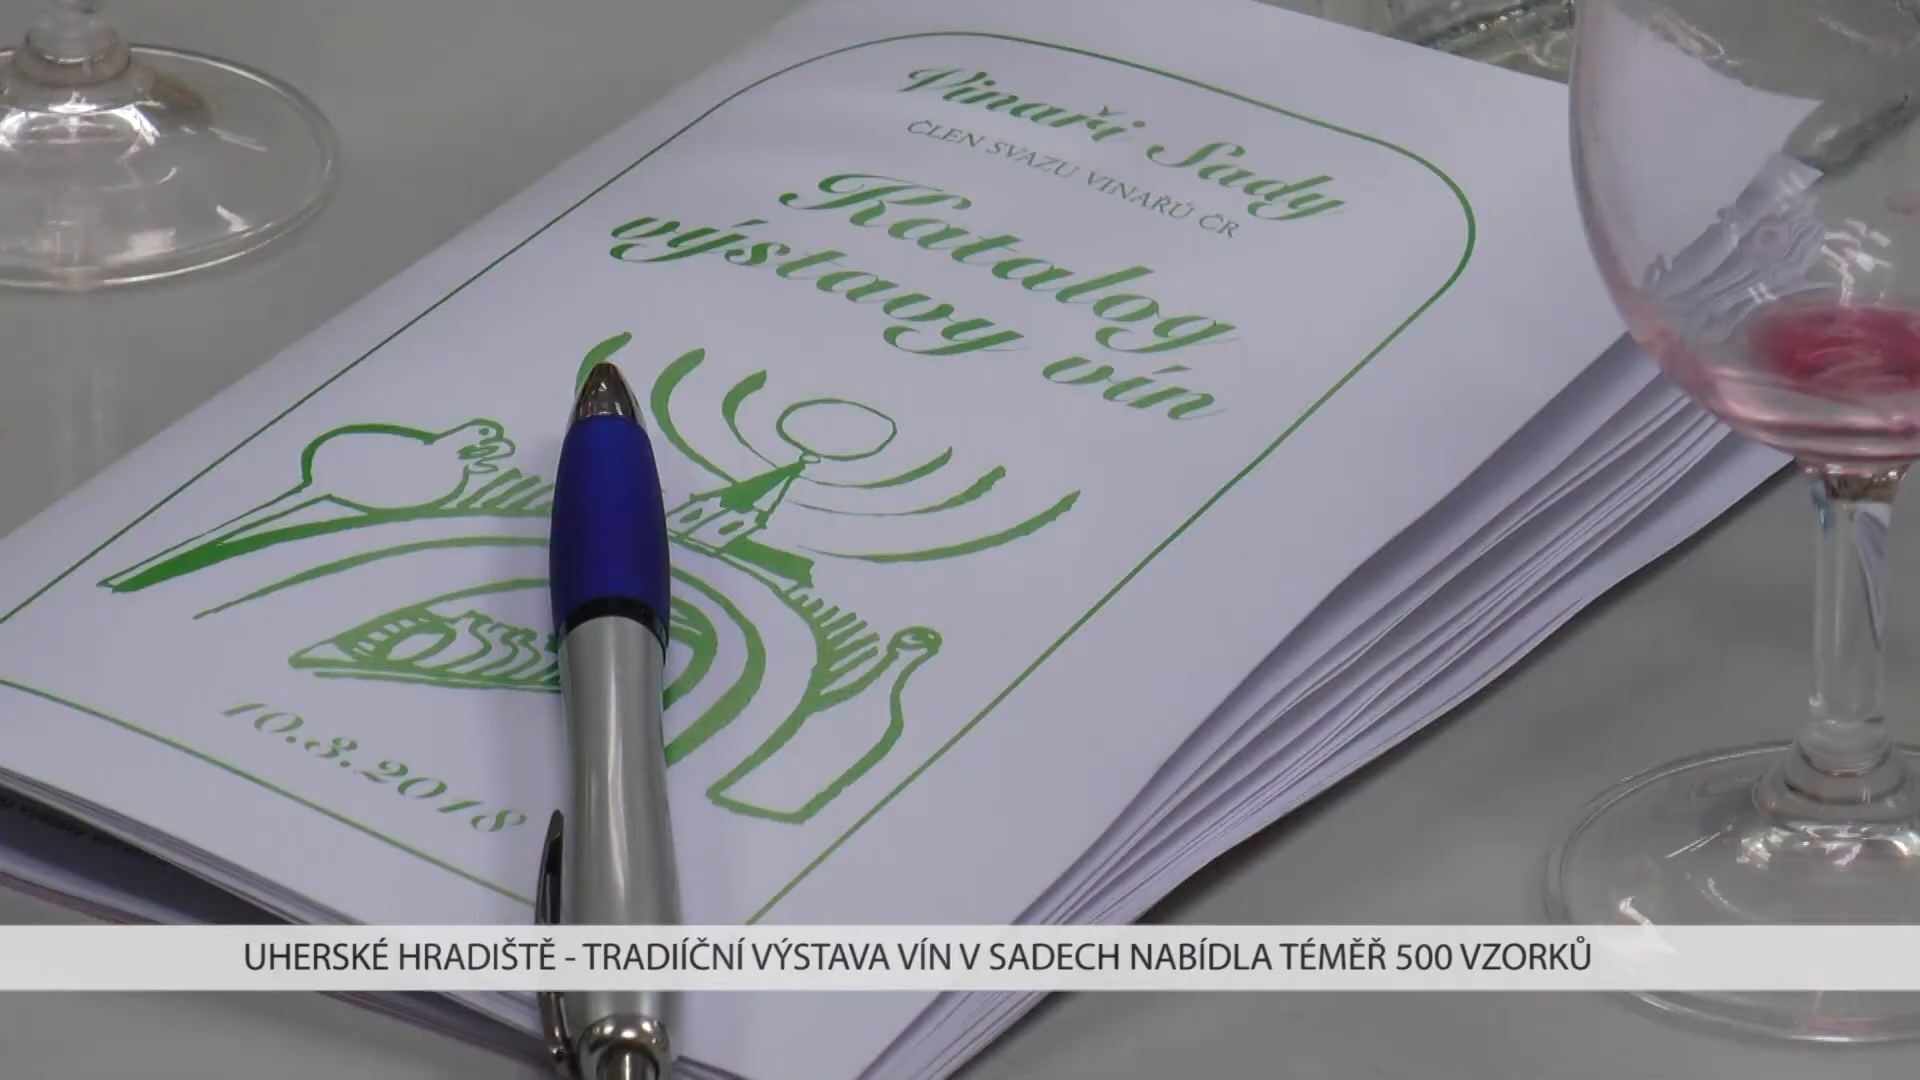 Vinaři Sady
ČLEN SVAZU VINAŘŮ ČR
Katalog
výstavy vín
10.3.2018
UHERSKÉ HRADIŠTĚ - TRADIÍČNÍ VÝSTAVA VÍN V SADECH NABÍDLA TÉMĚŘ 500 VZORKŮ